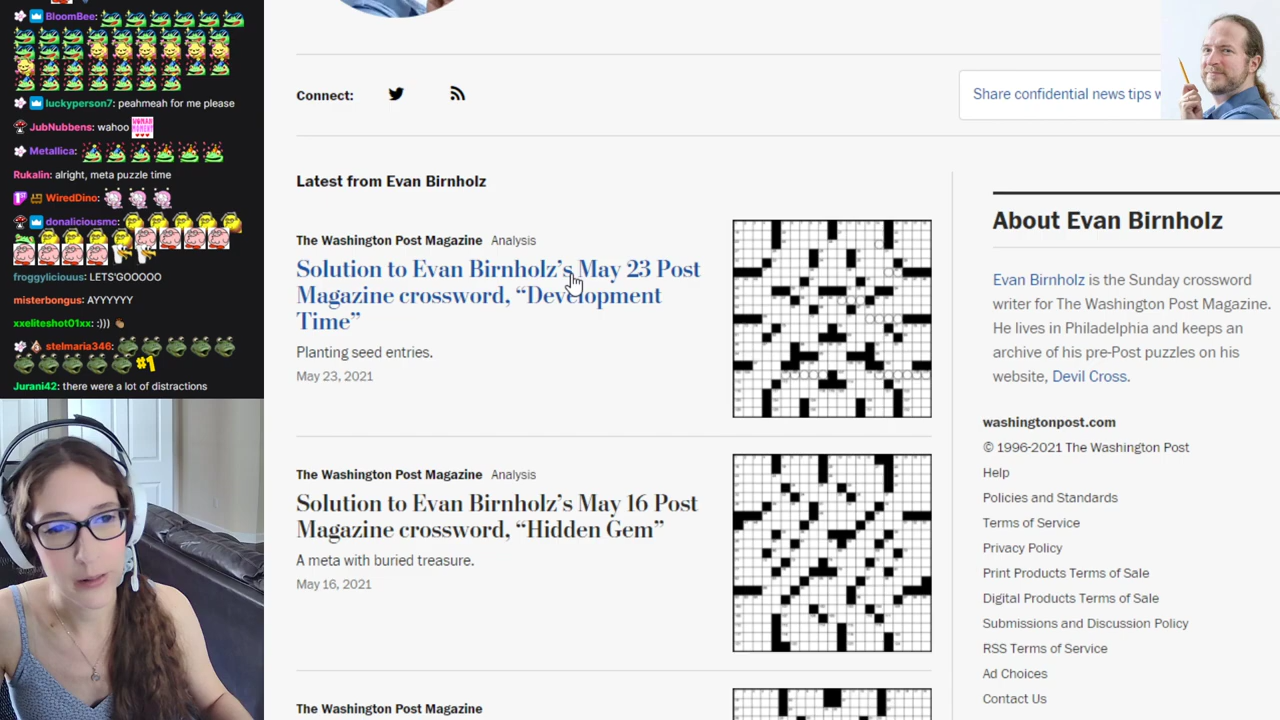 BloomBee:
luckyperson7: peahmeah for me please
JubNubbens: wahoo WOMAN MOMENT
Metallica:
Rukalin: alright, meta puzzle time
WiredDino:
donaliciousmc:
froggyliciouus: LETS'GOOOOO
misterbongus: AYYYYYY
xxeliteshot01xx: :)))
stelmaria346:
#1
Jurani42: there were a lot of distractions
Connect:
Share confidential news tips w
Latest from Evan Birnholz
The Washington Post Magazine Analysis
Solution to Evan Birnholz's May 23 Post
Magazine crossword, “Development
Time”
Planting seed entries.
May 23, 2021
The Washington Post Magazine Analysis
Solution to Evan Birnholz's May 16 Post
Magazine crossword, “Hidden Gem”
A meta with buried treasure.
May 16, 2021
The Washington Post Magazine
About Evan Birnholz
Evan Birnholz is the Sunday crossword
writer for The Washington Post Magazine.
He lives in Philadelphia and keeps an
archive of his pre-Post puzzles on his
website, Devil Cross.
washingtonpost.com
© 1996-2021 The Washington Post
Help
Policies and Standards
Terms of Service
Privacy Policy
Print Products Terms of Sale
Digital Products Terms of Sale
Submissions and Discussion Policy
RSS Terms of Service
Ad Choices
Contact Us